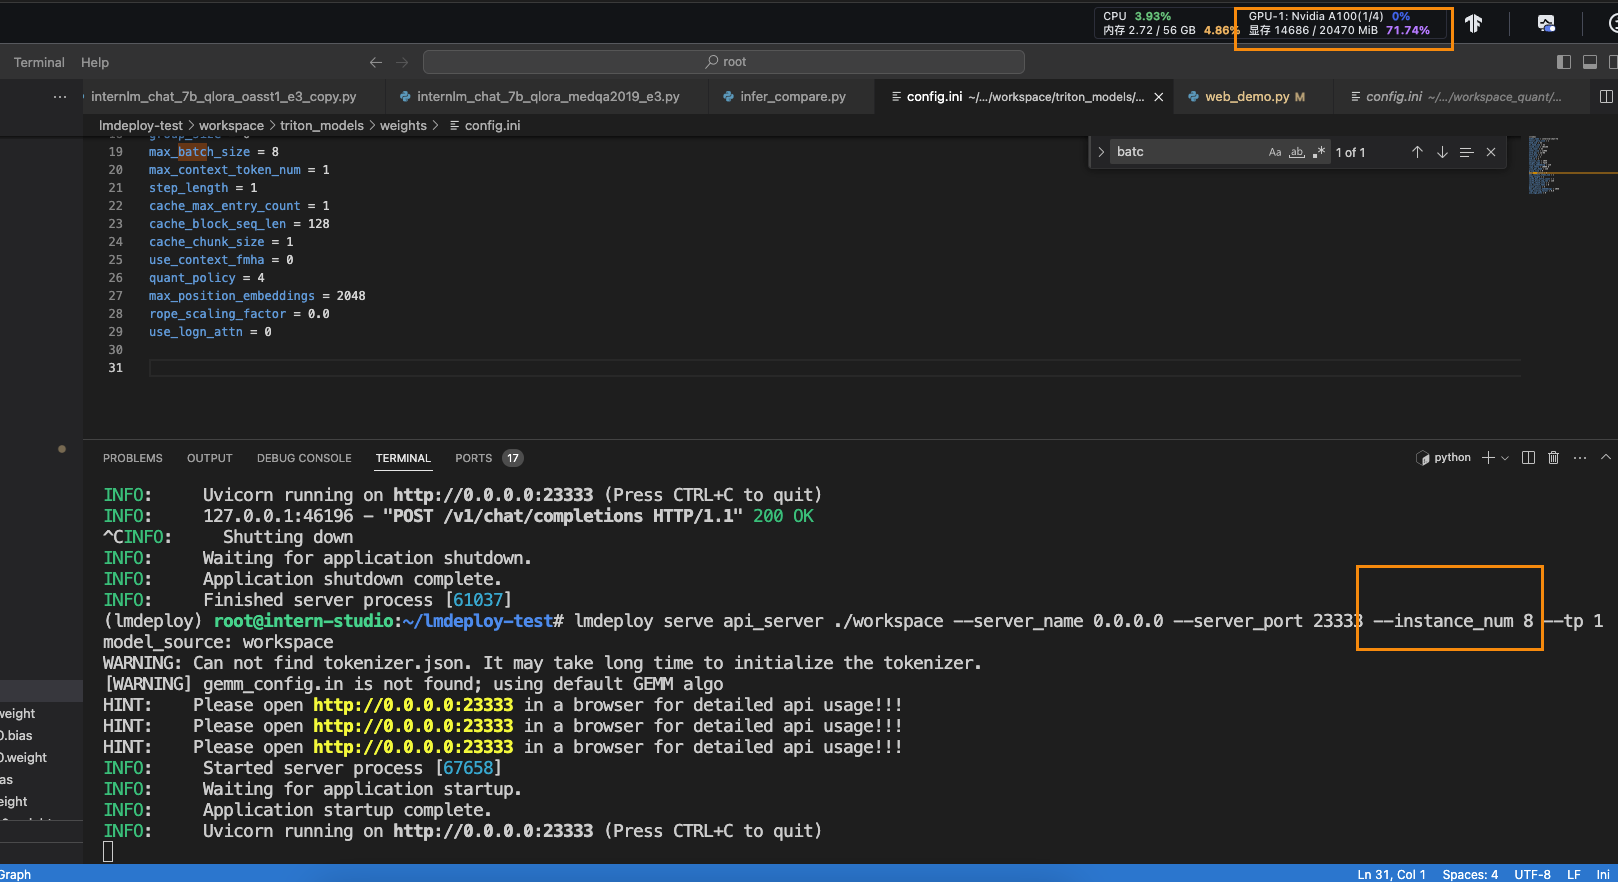 CPU 3.93%
内存 2.72 / 56 GB 4.86%
GPU-1: Nvidia A100(1/4) 0%
显存 14686 / 20470 MiB 71.74%
Terminal Help
root
internlm_chat_7b_qlora_oasst1_e3_copy.py
internlm_chat_7b_qlora_medqa2019_e3.py
infer_compare.py
config.ini ~/.../workspace/triton_models/...
web_demo.py M
config.ini ~/.../workspace_quant/...
lmdeploy-test > workspace > triton_models > weights > config.ini
batc
Aa ab .* 1 of 1
19 max_batch_size = 8
20 max_context_token_num = 1
21 step_length = 1
22 cache_max_entry_count = 1
23 cache_block_seq_len = 128
24 cache_chunk_size = 1
25 use_context_fmha = 0
26 quant_policy = 4
27 max_position_embeddings = 2048
28 rope_scaling_factor = 0.0
29 use_logn_attn = 0
30
31
PROBLEMS OUTPUT DEBUG CONSOLE TERMINAL PORTS 17
python
INFO: Uvicorn running on http://0.0.0.0:23333 (Press CTRL+C to quit)
INFO: 127.0.0.1:46196 - "POST /v1/chat/completions HTTP/1.1" 200 OK
^CINFO: Shutting down
INFO: Waiting for application shutdown.
INFO: Application shutdown complete.
INFO: Finished server process [61037]
(lmdeploy) root@intern-studio:~/lmdeploy-test# lmdeploy serve api_server ./workspace --server_name 0.0.0.0 --server_port 23333 --instance_num 8 --tp 1
model_source: workspace
WARNING: Can not find tokenizer.json. It may take long time to initialize the tokenizer.
[WARNING] gemm_config.in is not found; using default GEMM algo
HINT: Please open http://0.0.0.0:23333 in a browser for detailed api usage!!!
HINT: Please open http://0.0.0.0:23333 in a browser for detailed api usage!!!
HINT: Please open http://0.0.0.0:23333 in a browser for detailed api usage!!!
INFO: Started server process [67658]
INFO: Waiting for application startup.
INFO: Application startup complete.
INFO: Uvicorn running on http://0.0.0.0:23333 (Press CTRL+C to quit)
weight
0.bias
0.weight
as
eight
Graph
Ln 31, Col 1 Spaces: 4 UTF-8 LF Ini